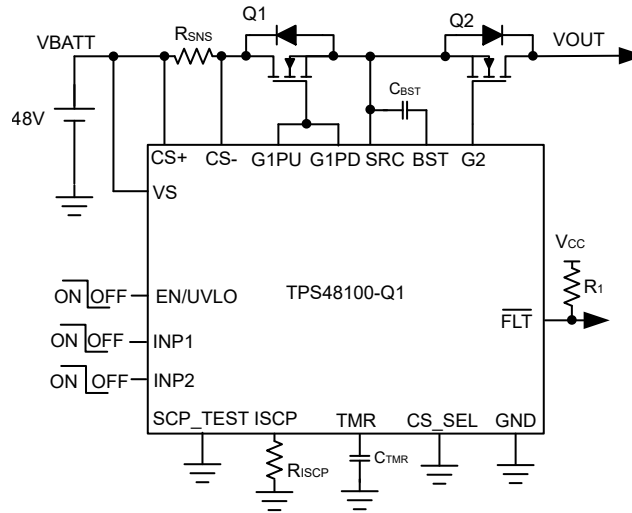 Q1
Q2
VBATT
RSNS
VOUT
CBST
48V
CS+
CS-
G1PU
G1PD
SRC
BST
G2
VS
VCC
R1
ON OFF
EN/UVLO
TPS48100-Q1
FLT
ON OFF
INP1
ON OFF
INP2
SCP_TEST
ISCP
TMR
CS_SEL
GND
RISCP
CTMR